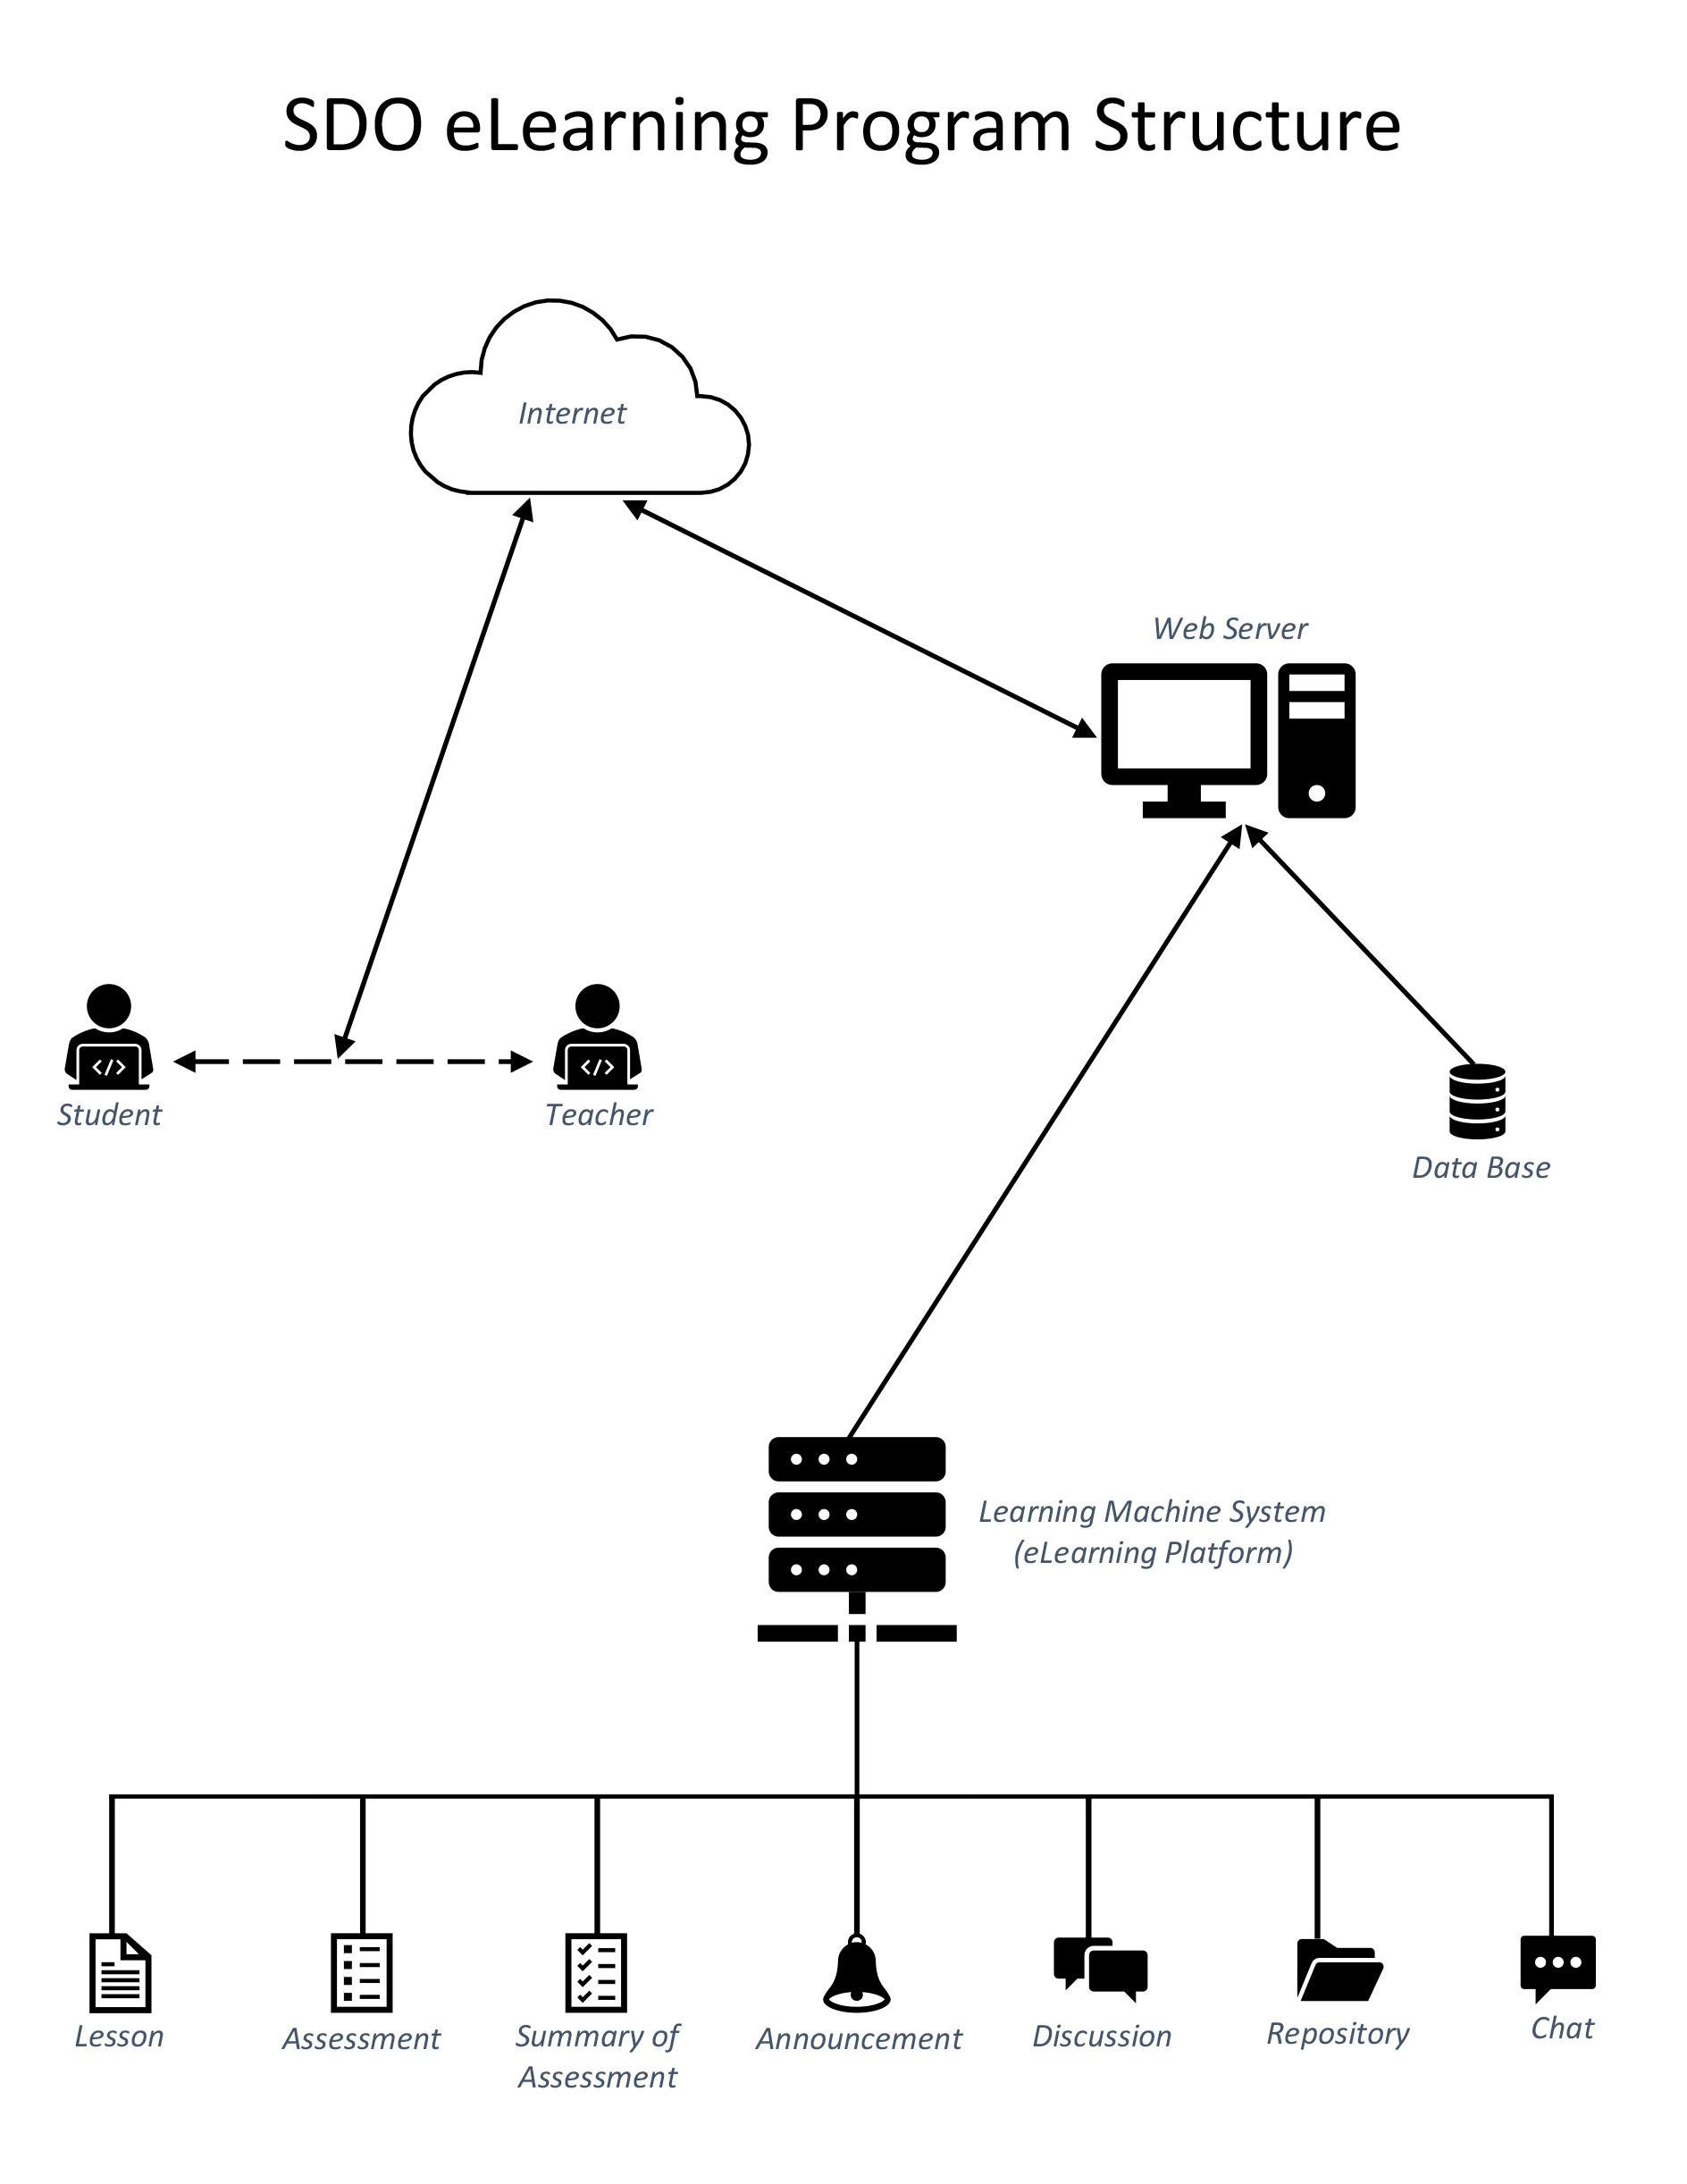 SDO eLearning Program Structure
Internet
Web Server
Student
Teacher
Data Base
Learning Machine System
(eLearning Platform)
Lesson
Assessment
Summary of
Assessment
Announcement
Discussion
Repository
Chat